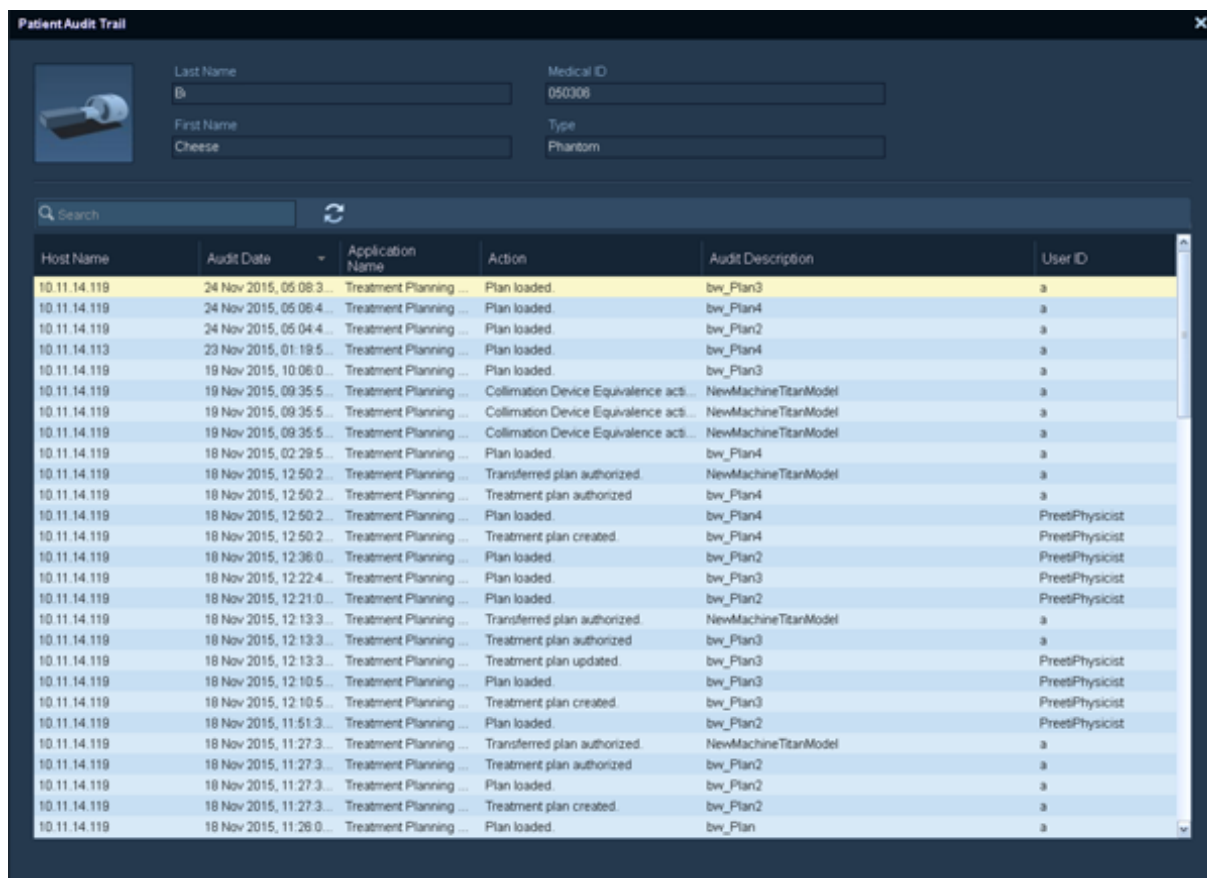 Patient Audit Trail
Last Name Medical ID
050306
First Name Type
Cheese Phantom
Search
Host Name Audit Date Application Name Action Audit Description User ID
10.11.14.119 24 Nov 2015, 05:08:3... Treatment Planning ... Plan loaded. bw_Plan3 a
10.11.14.119 24 Nov 2015, 05:06:4... Treatment Planning ... Plan loaded. bw_Plan4 a
10.11.14.119 24 Nov 2015, 05:04:4... Treatment Planning ... Plan loaded. bw_Plan2 a
10.11.14.113 23 Nov 2015, 01:19:5... Treatment Planning ... Plan loaded. bw_Plan4 a
10.11.14.119 19 Nov 2015, 10:06:0... Treatment Planning ... Plan loaded. bw_Plan3 a
10.11.14.119 19 Nov 2015, 09:35:5... Treatment Planning ... Collimation Device Equivalence acti... NewMachineTitanModel a
10.11.14.119 19 Nov 2015, 09:35:5... Treatment Planning ... Collimation Device Equivalence acti... NewMachineTitanModel a
10.11.14.119 19 Nov 2015, 09:35:5... Treatment Planning ... Collimation Device Equivalence acti... NewMachineTitanModel a
10.11.14.119 18 Nov 2015, 02:29:5... Treatment Planning ... Plan loaded. bw_Plan4 a
10.11.14.119 18 Nov 2015, 12:50:2... Treatment Planning ... Transferred plan authorized. NewMachineTitanModel a
10.11.14.119 18 Nov 2015, 12:50:2... Treatment Planning ... Treatment plan authorized bw_Plan4 a
10.11.14.119 18 Nov 2015, 12:50:2... Treatment Planning ... Plan loaded. bw_Plan4 PreetiPhysicist
10.11.14.119 18 Nov 2015, 12:50:2... Treatment Planning ... Treatment plan created. bw_Plan4 PreetiPhysicist
10.11.14.119 18 Nov 2015, 12:36:0... Treatment Planning ... Plan loaded. bw_Plan2 PreetiPhysicist
10.11.14.119 18 Nov 2015, 12:22:4... Treatment Planning ... Plan loaded. bw_Plan3 PreetiPhysicist
10.11.14.119 18 Nov 2015, 12:21:0... Treatment Planning ... Plan loaded. bw_Plan2 PreetiPhysicist
10.11.14.119 18 Nov 2015, 12:13:3... Treatment Planning ... Transferred plan authorized. NewMachineTitanModel a
10.11.14.119 18 Nov 2015, 12:13:3... Treatment Planning ... Treatment plan authorized bw_Plan3 a
10.11.14.119 18 Nov 2015, 12:13:3... Treatment Planning ... Treatment plan updated. bw_Plan3 PreetiPhysicist
10.11.14.119 18 Nov 2015, 12:10:5... Treatment Planning ... Plan loaded. bw_Plan3 PreetiPhysicist
10.11.14.119 18 Nov 2015, 12:10:5... Treatment Planning ... Treatment plan created. bw_Plan3 PreetiPhysicist
10.11.14.119 18 Nov 2015, 11:51:3... Treatment Planning ... Plan loaded. bw_Plan2 PreetiPhysicist
10.11.14.119 18 Nov 2015, 11:27:3... Treatment Planning ... Transferred plan authorized. NewMachineTitanModel a
10.11.14.119 18 Nov 2015, 11:27:3... Treatment Planning ... Treatment plan authorized bw_Plan2 a
10.11.14.119 18 Nov 2015, 11:27:3... Treatment Planning ... Plan loaded. bw_Plan2 a
10.11.14.119 18 Nov 2015, 11:27:3... Treatment Planning ... Treatment plan created. bw_Plan2 a
10.11.14.119 18 Nov 2015, 11:26:0... Treatment Planning ... Plan loaded. bw_Plan a